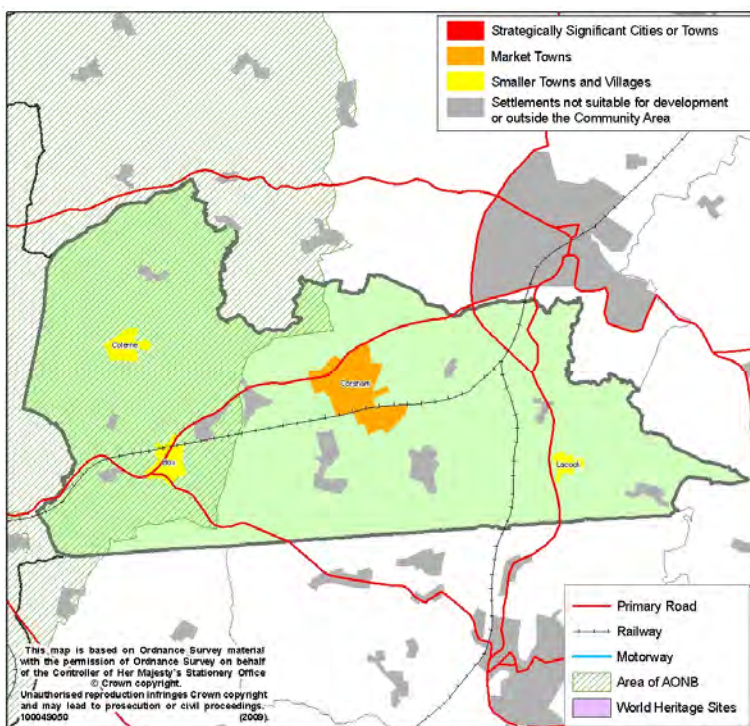 Strategically Significant Cities or Towns
Market Towns
Smaller Towns and Villages
Settlements not suitable for development
or outside the Community Area
Colerne
Corsham
Box
Lacock
This map is based on Ordnance Survey material
with the permission of Ordnance Survey on behalf
of the Controller of Her Majesty's Stationery Office
© Crown copyright.
Unauthorised reproduction infringes Crown copyright
and may lead to prosecution or civil proceedings.
100049050 (2009).
Primary Road
Railway
Motorway
Area of AONB
World Heritage Sites